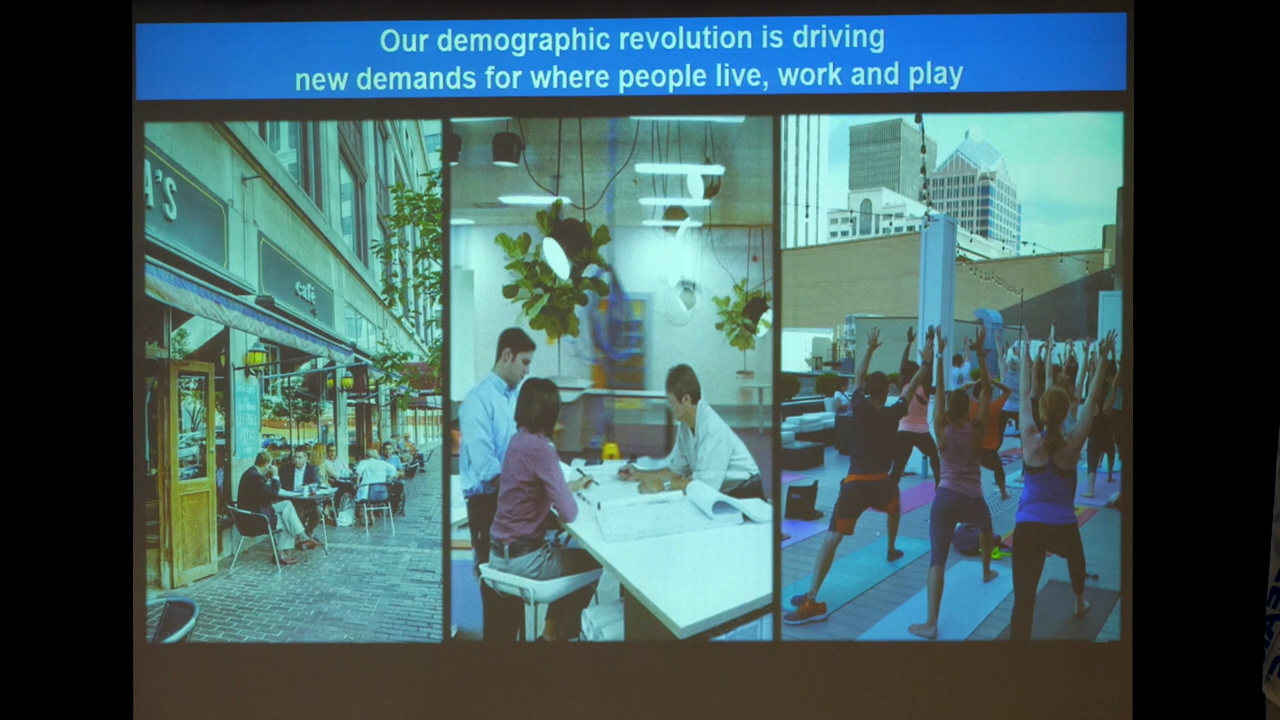 Our demographic revolution is driving
new demands for where people live, work and play
A'S
café